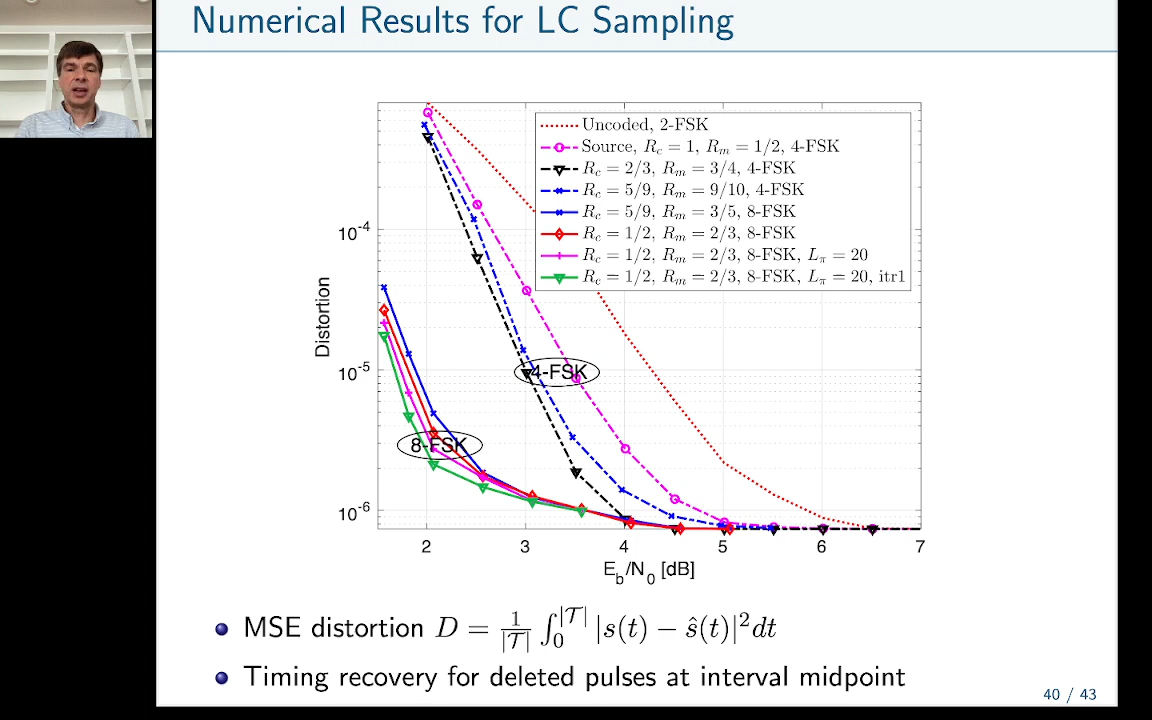 Numerical Results for LC Sampling
Uncoded, 2-FSK
Source, R_c = 1, R_m = 1/2, 4-FSK
R_c = 2/3, R_m = 3/4, 4-FSK
R_c = 5/9, R_m = 9/10, 4-FSK
R_c = 5/9, R_m = 3/5, 8-FSK
R_c = 1/2, R_m = 2/3, 8-FSK
R_c = 1/2, R_m = 2/3, 8-FSK, L_π = 20
R_c = 1/2, R_m = 2/3, 8-FSK, L_π = 20, itr1
10^-4
10^-5
10^-6
Distortion
4-FSK
8-FSK
2 3 4 5 6 7
E_b/N_0 [dB]
MSE distortion D = 1/|𝒯| ∫_0^|𝒯| |s(t) − ŝ(t)|^2 dt
Timing recovery for deleted pulses at interval midpoint
40 / 43